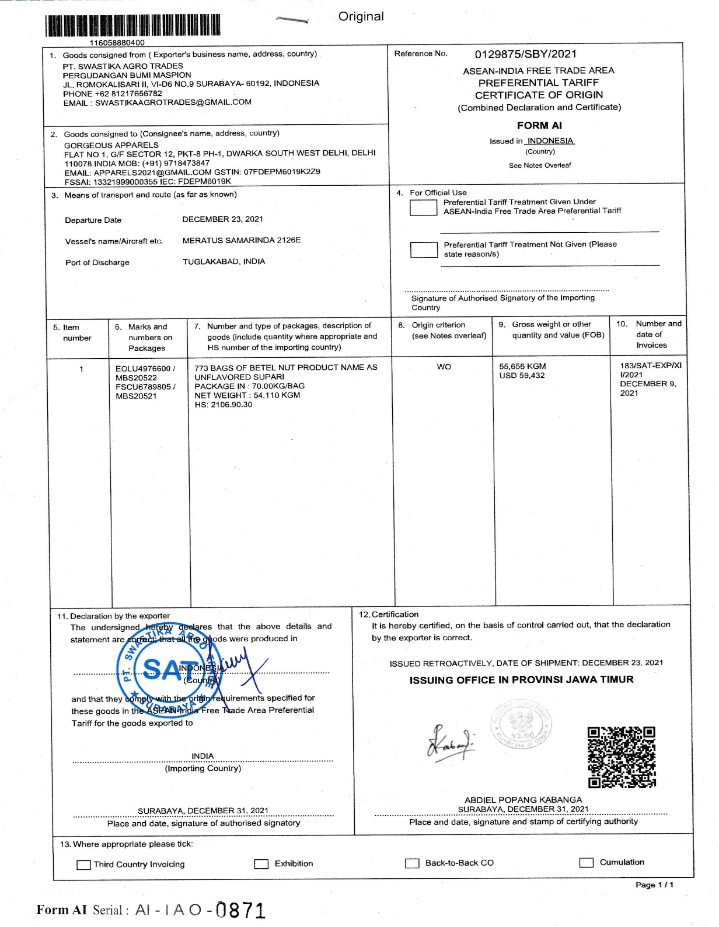 Original
116058880400
1. Goods consigned from ( Exporter's business name, address, country)
PT. SWASTIKA AGRO TRADES
PERGUDANGAN BUMI MASPION
JL, ROMOKALISARI II, VI-D6 NO.9 SURABAYA- 60192, INDONESIA
PHONE +62 81217656782
EMAIL : SWASTIKAAGROTRADES@GMAIL.COM
Reference No. 0129875/SBY/2021
ASEAN-INDIA FREE TRADE AREA
PREFERENTIAL TARIFF
CERTIFICATE OF ORIGIN
(Combined Declaration and Certificate)
FORM AI
Issued in INDONESIA
(Country)
See Notes Overleaf
2. Goods consigned to (Consignee's name, address, country)
GORGEOUS APPARELS
FLAT NO 1, G/F SECTOR 12, PKT-8 PH-1, DWARKA SOUTH WEST DELHI, DELHI
110078 INDIA MOB: (+91) 9718473847
EMAIL: APPARELS2021@GMAIL.COM GSTIN: 07FDEPM6019K2Z9
FSSAI: 13321999000355 IEC: FDEPM6019K
3. Means of transport and route (as far as known)
Departure Date DECEMBER 23, 2021
Vessel's name/Aircraft etc. MERATUS SAMARINDA 2126E
Port of Discharge TUGLAKABAD, INDIA
4. For Official Use
Preferential Tariff Treatment Given Under
ASEAN-India Free Trade Area Preferential Tariff
Preferential Tariff Treatment Not Given (Please
state reason/s)
Signature of Authorised Signatory of the Importing
Country
5. Item
number
6. Marks and
numbers on
Packages
7. Number and type of packages, description of
goods (include quantity where appropriate and
HS number of the importing country)
8. Origin criterion
(see Notes overleaf)
9. Gross weight or other
quantity and value (FOB)
10. Number and
date of
Invoices
1
EOLU4976600 /
MBS20522
FSCU6789805 /
MBS20521
773 BAGS OF BETEL NUT PRODUCT NAME AS
UNFLAVORED SUPARI
PACKAGE IN : 70.00KG/BAG
NET WEIGHT : 54,110 KGM
HS: 2106.90.30
WO
55,656 KGM
USD 59,432
183/SAT-EXP/XI
I/2021
DECEMBER 9,
2021
11. Declaration by the exporter
The undersigned hereby declares that the above details and
statement are correct; that all the goods were produced in
INDONESIA
(Country)
PT. SWASTIKA AGRO
SAT
SURABAYA
and that they comply with the origin requirements specified for
these goods in the ASEAN-India Free Trade Area Preferential
Tariff for the goods exported to
INDIA
(Importing Country)
SURABAYA, DECEMBER 31, 2021
Place and date, signature of authorised signatory
12. Certification
It is hereby certified, on the basis of control carried out, that the declaration
by the exporter is correct.
ISSUED RETROACTIVELY, DATE OF SHIPMENT: DECEMBER 23, 2021
ISSUING OFFICE IN PROVINSI JAWA TIMUR
ABDIEL POPANG KABANGA
SURABAYA, DECEMBER 31, 2021
Place and date, signature and stamp of certifying authority
13. Where appropriate please tick:
Third Country Invoicing
Exhibition
Back-to-Back CO
Cumulation
Page 1 / 1
Form AI Serial : AI - IAO -0871